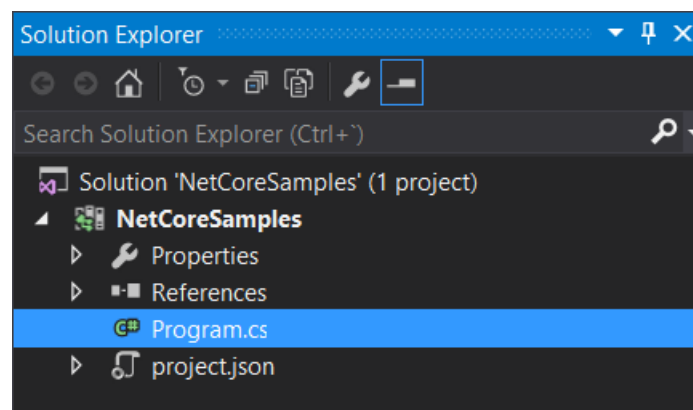 Solution Explorer
Search Solution Explorer (Ctrl+`)
Solution 'NetCoreSamples' (1 project)
NetCoreSamples
Properties
References
C# Program.cs
project.json